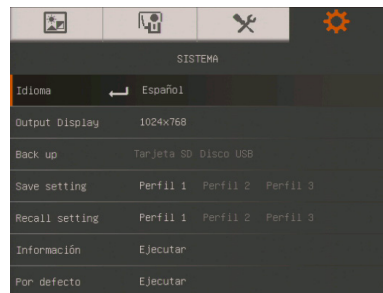 SISTEMA
Idioma Español
Output Display 1024x768
Back up Tarjeta SD Disco USB
Save setting Perfil 1 Perfil 2 Perfil 3
Recall setting Perfil 1 Perfil 2 Perfil 3
Información Ejecutar
Por defecto Ejecutar